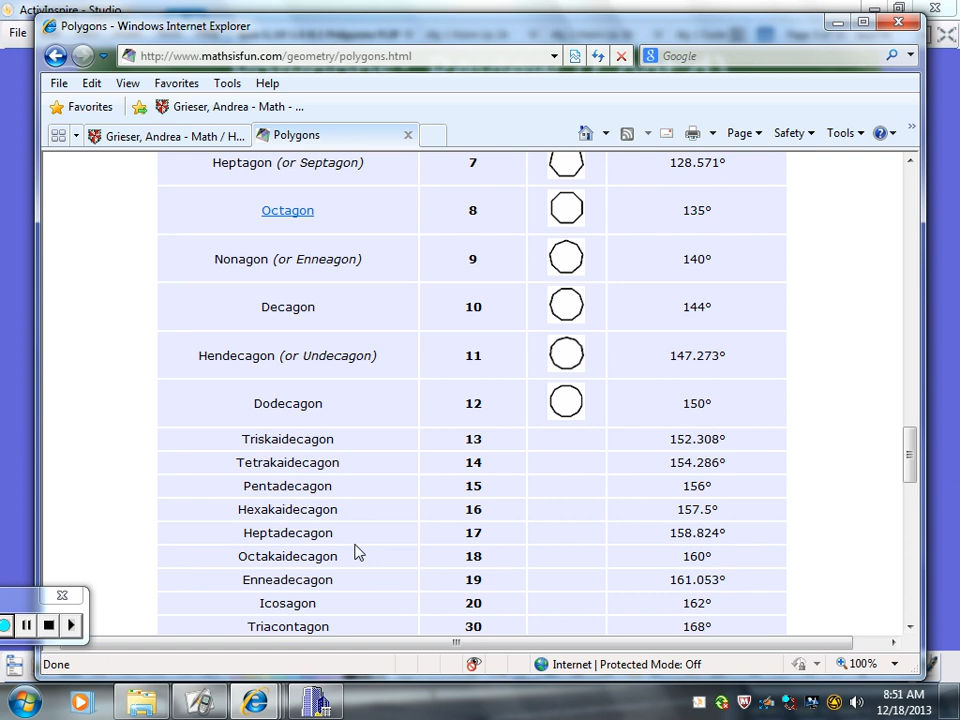 ActivInspire - Studio
Polygons - Windows Internet Explorer
File
http://www.mathsisfun.com/geometry/polygons.html
Google
File Edit View Favorites Tools Help
Favorites Grieser, Andrea - Math - ...
Grieser, Andrea - Math / H... Polygons Page Safety Tools
Heptagon (or Septagon) 7 128.571°
Octagon 8 135°
Nonagon (or Enneagon) 9 140°
Decagon 10 144°
Hendecagon (or Undecagon) 11 147.273°
Dodecagon 12 150°
Triskaidecagon 13 152.308°
Tetrakaidecagon 14 154.286°
Pentadecagon 15 156°
Hexakaidecagon 16 157.5°
Heptadecagon 17 158.824°
Octakaidecagon 18 160°
Enneadecagon 19 161.053°
Icosagon 20 162°
Triacontagon 30 168°
Done Internet | Protected Mode: Off 100%
8:51 AM
12/18/2013